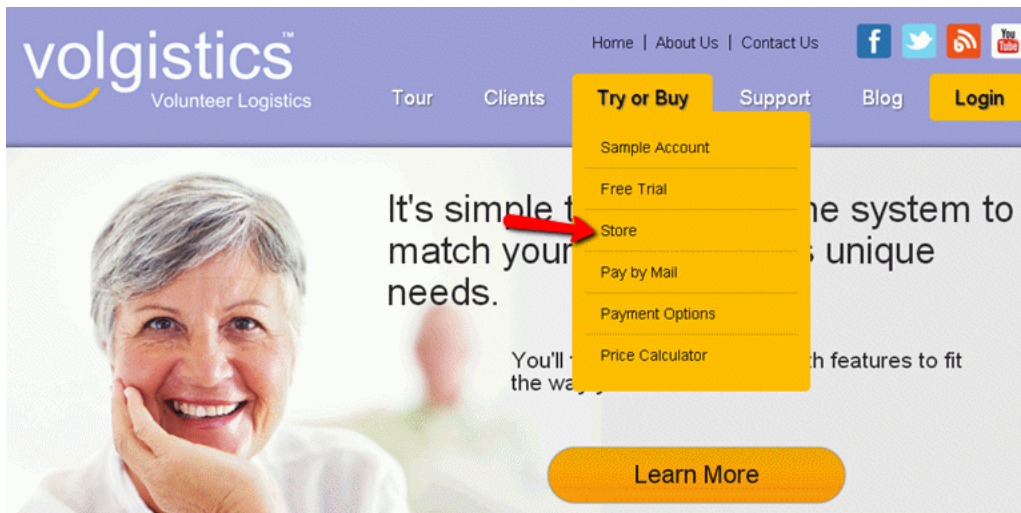 volgistics™
Volunteer Logistics
Home | About Us | Contact Us
f
You
Tube
Tour Clients Try or Buy Support Blog Login
Sample Account
Free Trial
Store
Pay by Mail
Payment Options
Price Calculator
It's simple t e system to
match your unique
needs.
You'll h features to fit
the
Learn More